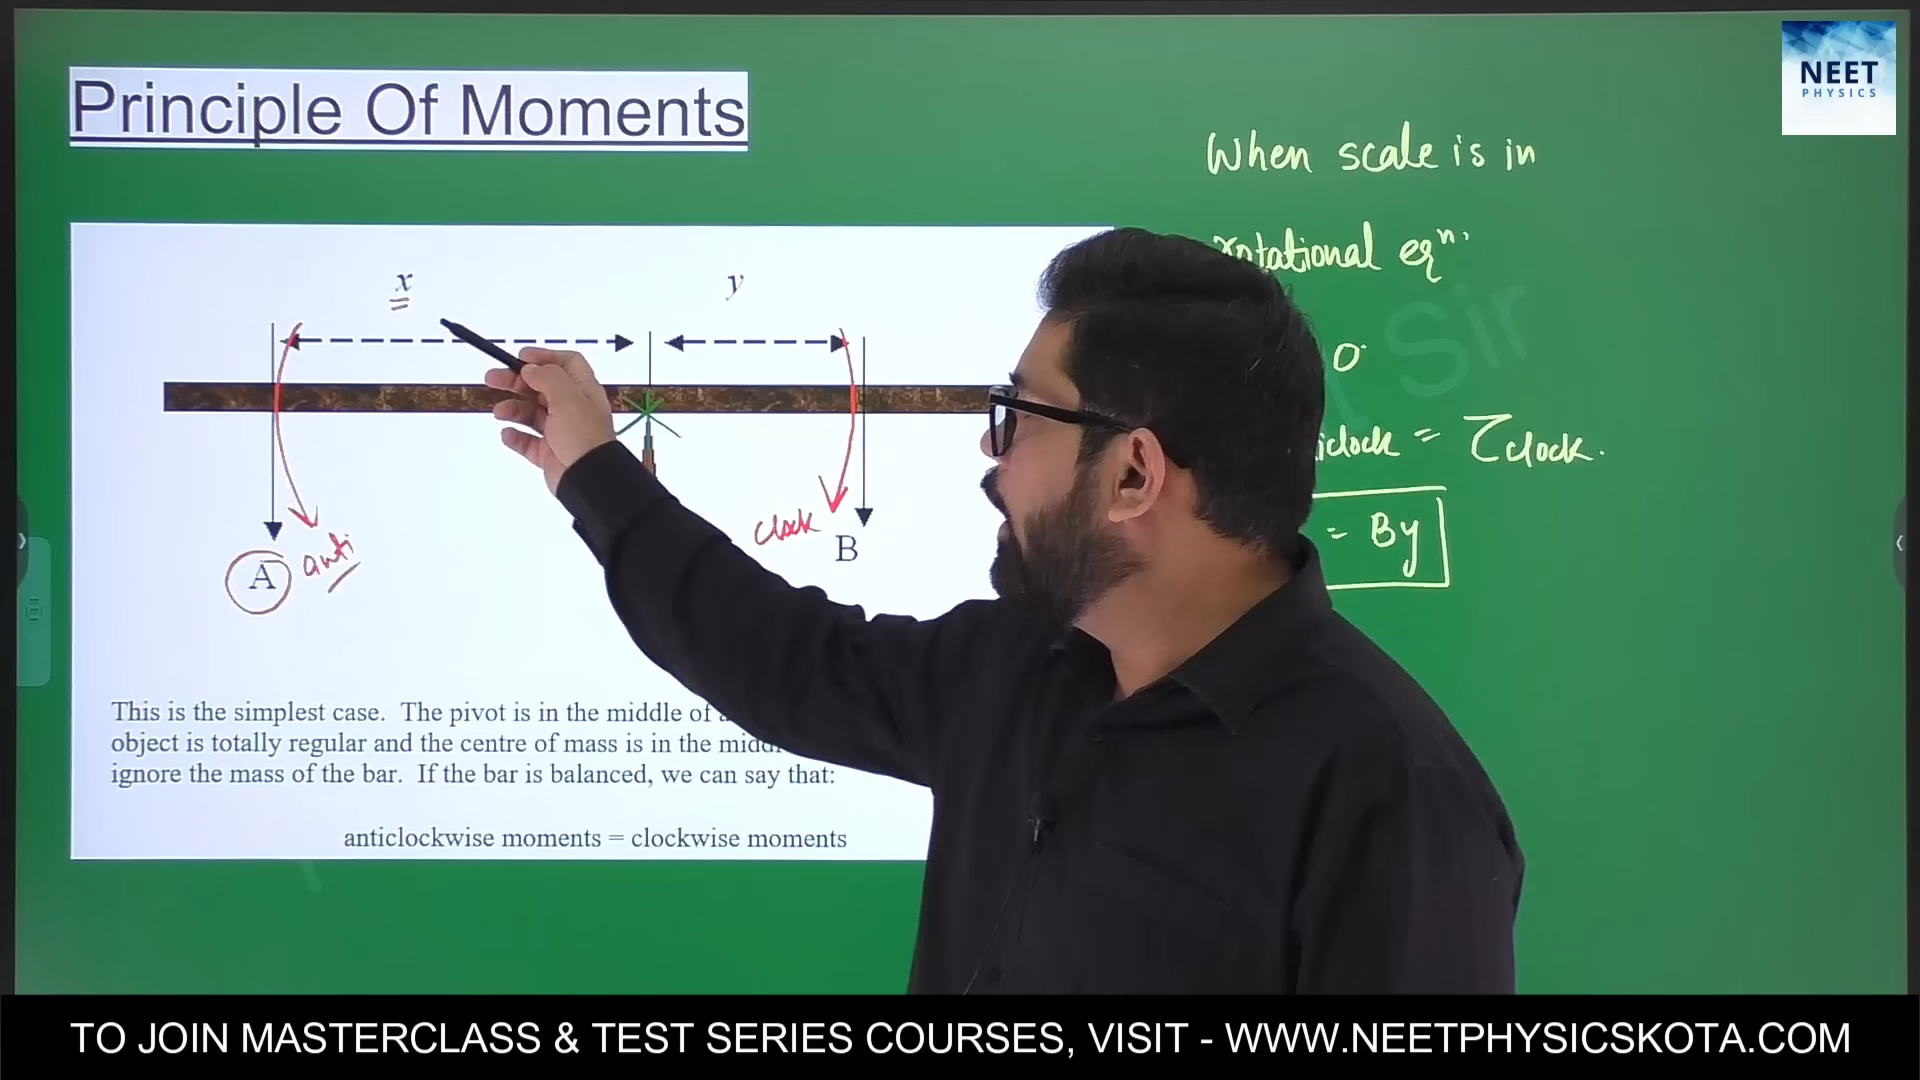 Principle Of Moments
NEET
PHYSICS
When scale is in
rotational eqⁿ.
x
y
Sir
0
iclock = τclock.
= By
clock
B
A
anti
This is the simplest case. The pivot is in the middle of
object is totally regular and the centre of mass is in the
ignore the mass of the bar. If the bar is balanced, we can say that:
anticlockwise moments = clockwise moments
TO JOIN MASTERCLASS & TEST SERIES COURSES, VISIT - WWW.NEETPHYSICSKOTA.COM